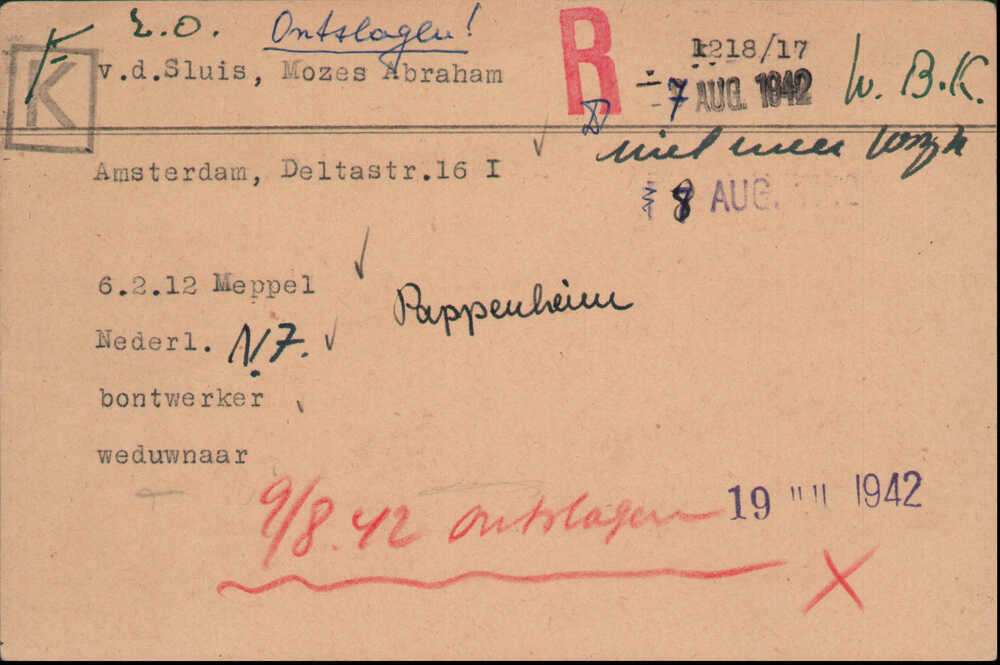 Z.O. Ontslagen!
K
R
1218/17
v.d.Sluis, Mozes Abraham
-7 AUG. 1942
W. B.K.
Amsterdam, Deltastr.16 I
niet meer
8 AUG.
6.2.12 Meppel
Pappenheim
Nederl. N7.
bontwerker
weduwnaar
9/8.42 ontslagen
19 1942
X